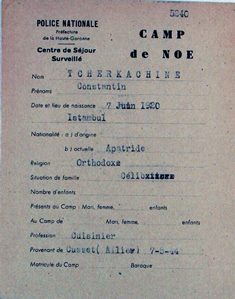 5840
POLICE NATIONALE
Préfecture
de la Haute-Garonne
Centre de Séjour
Surveillé
CAMP
de NOE
Nom TCHERKACHINE
Prénoms Constantin
Date et lieu de naissance 7 Juin 1920
Istambul
Nationalité : a) d'origine
b) actuelle Apatride
Religion Orthodoxe
Situation de famille
Nombre d'enfants
Présents au Camp : Mari, femme, enfants
Au Camp de Mari, femme, enfants
Profession Cuisinier
Provenant de Cusset( Allier) 7-5-44
Matricule du Camp Baraque